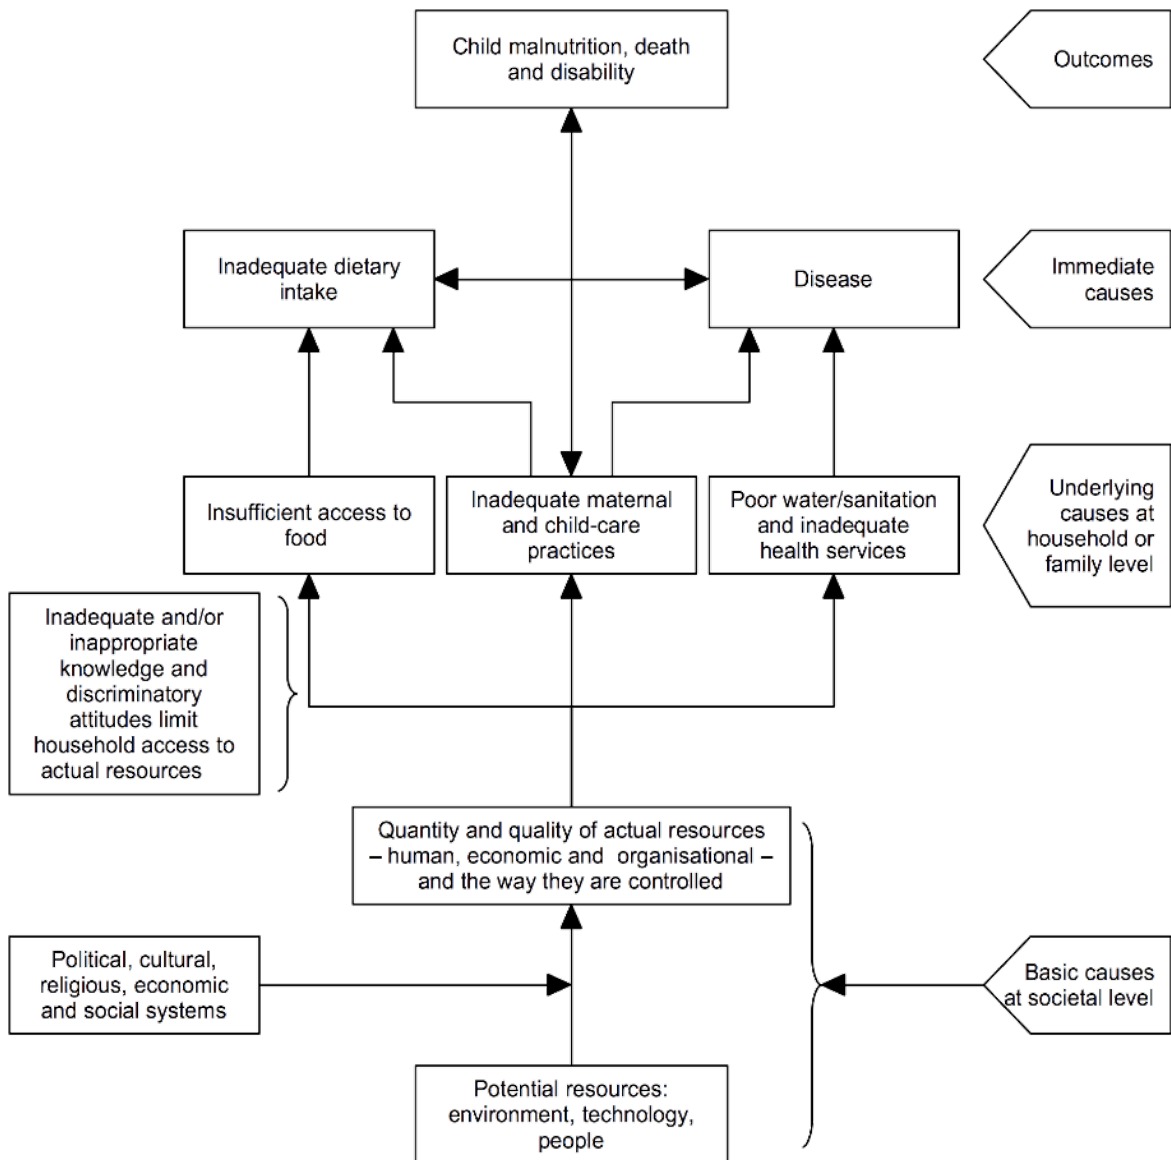 Child malnutrition, death
and disability
Outcomes
Inadequate dietary
intake
Disease
Immediate
causes
Insufficient access to
food
Inadequate maternal
and child-care
practices
Poor water/sanitation
and inadequate
health services
Underlying
causes at
household or
family level
Inadequate and/or
inappropriate
knowledge and
discriminatory
attitudes limit
household access to
actual resources
Quantity and quality of actual resources
– human, economic and organisational –
and the way they are controlled
Political, cultural,
religious, economic
and social systems
Basic causes
at societal level
Potential resources:
environment, technology,
people